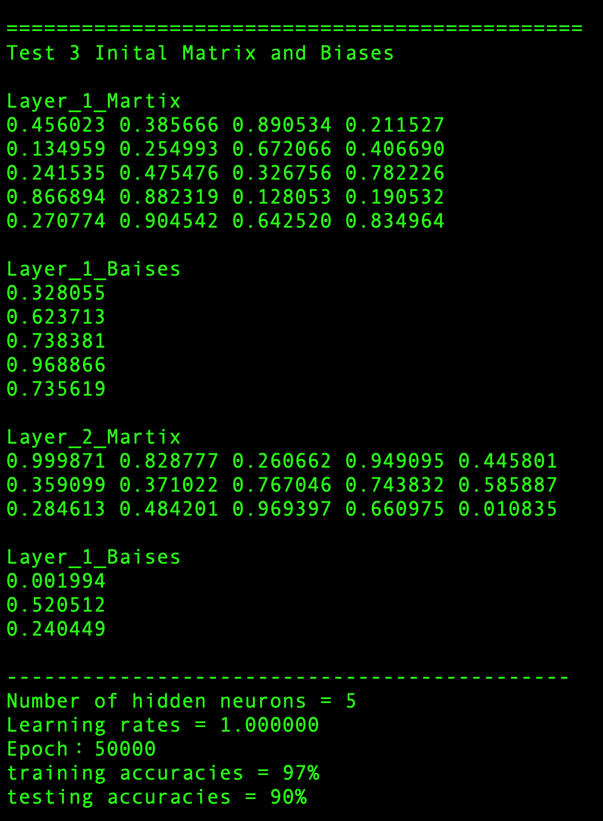 ==============================================
Test 3 Inital Matrix and Biases
Layer_1_Martix
0.456023 0.385666 0.890534 0.211527
0.134959 0.254993 0.672066 0.406690
0.241535 0.475476 0.326756 0.782226
0.866894 0.882319 0.128053 0.190532
0.270774 0.904542 0.642520 0.834964
Layer_1_Baises
0.328055
0.623713
0.738381
0.968866
0.735619
Layer_2_Martix
0.999871 0.828777 0.260662 0.949095 0.445801
0.359099 0.371022 0.767046 0.743832 0.585887
0.284613 0.484201 0.969397 0.660975 0.010835
Layer_1_Baises
0.001994
0.520512
0.240449
---------------------------------------------
Number of hidden neurons = 5
Learning rates = 1.000000
Epoch：50000
training accuracies = 97%
testing accuracies = 90%